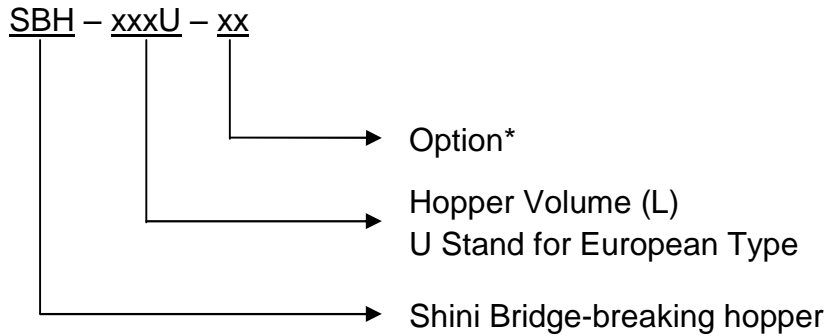 SBH – xxxU – xx
Option*
Hopper Volume (L)
U Stand for European Type
Shini Bridge-breaking hopper